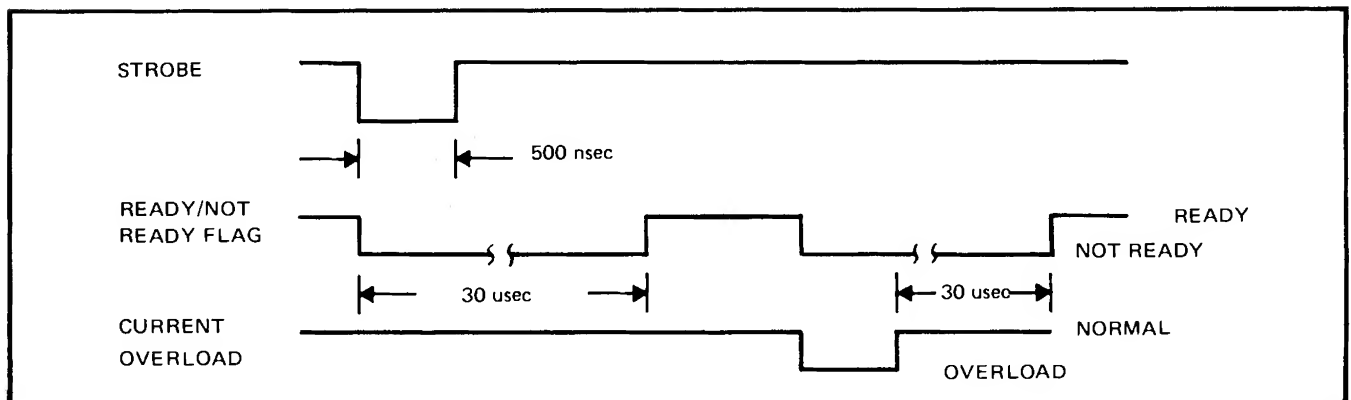 STROBE
500 nsec
READY/NOT
READY FLAG
READY
NOT READY
30 usec
30 usec
CURRENT
OVERLOAD
NORMAL
OVERLOAD